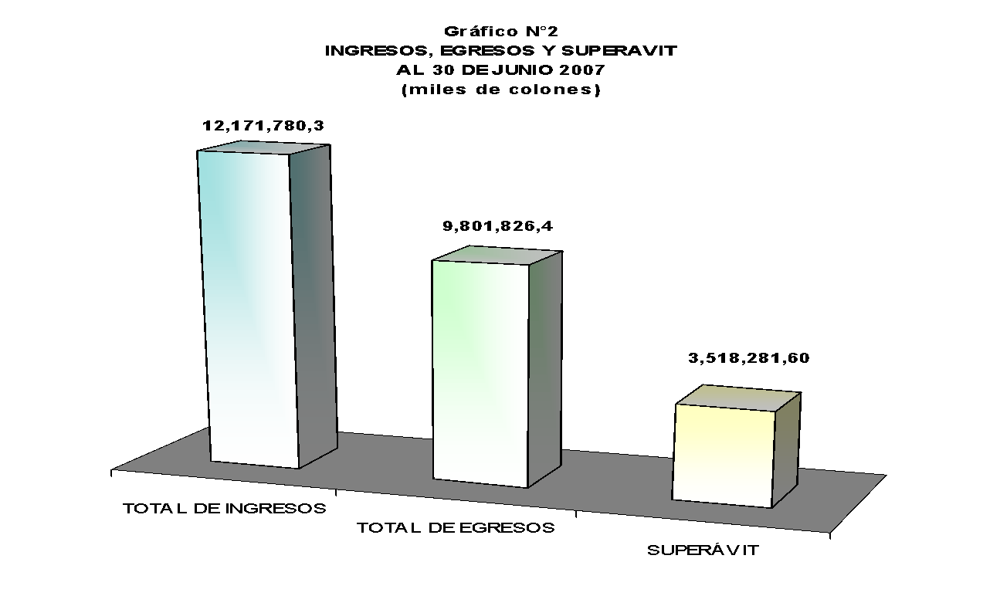 Gráfico N°2
INGRESOS, EGRESOS Y SUPERAVIT
AL 30 DE JUNIO 2007
(miles de colones)
12,171,780,3
9,801,826,4
3,518,281,60
TOTAL DE INGRESOS
TOTAL DE EGRESOS
SUPERÁVIT